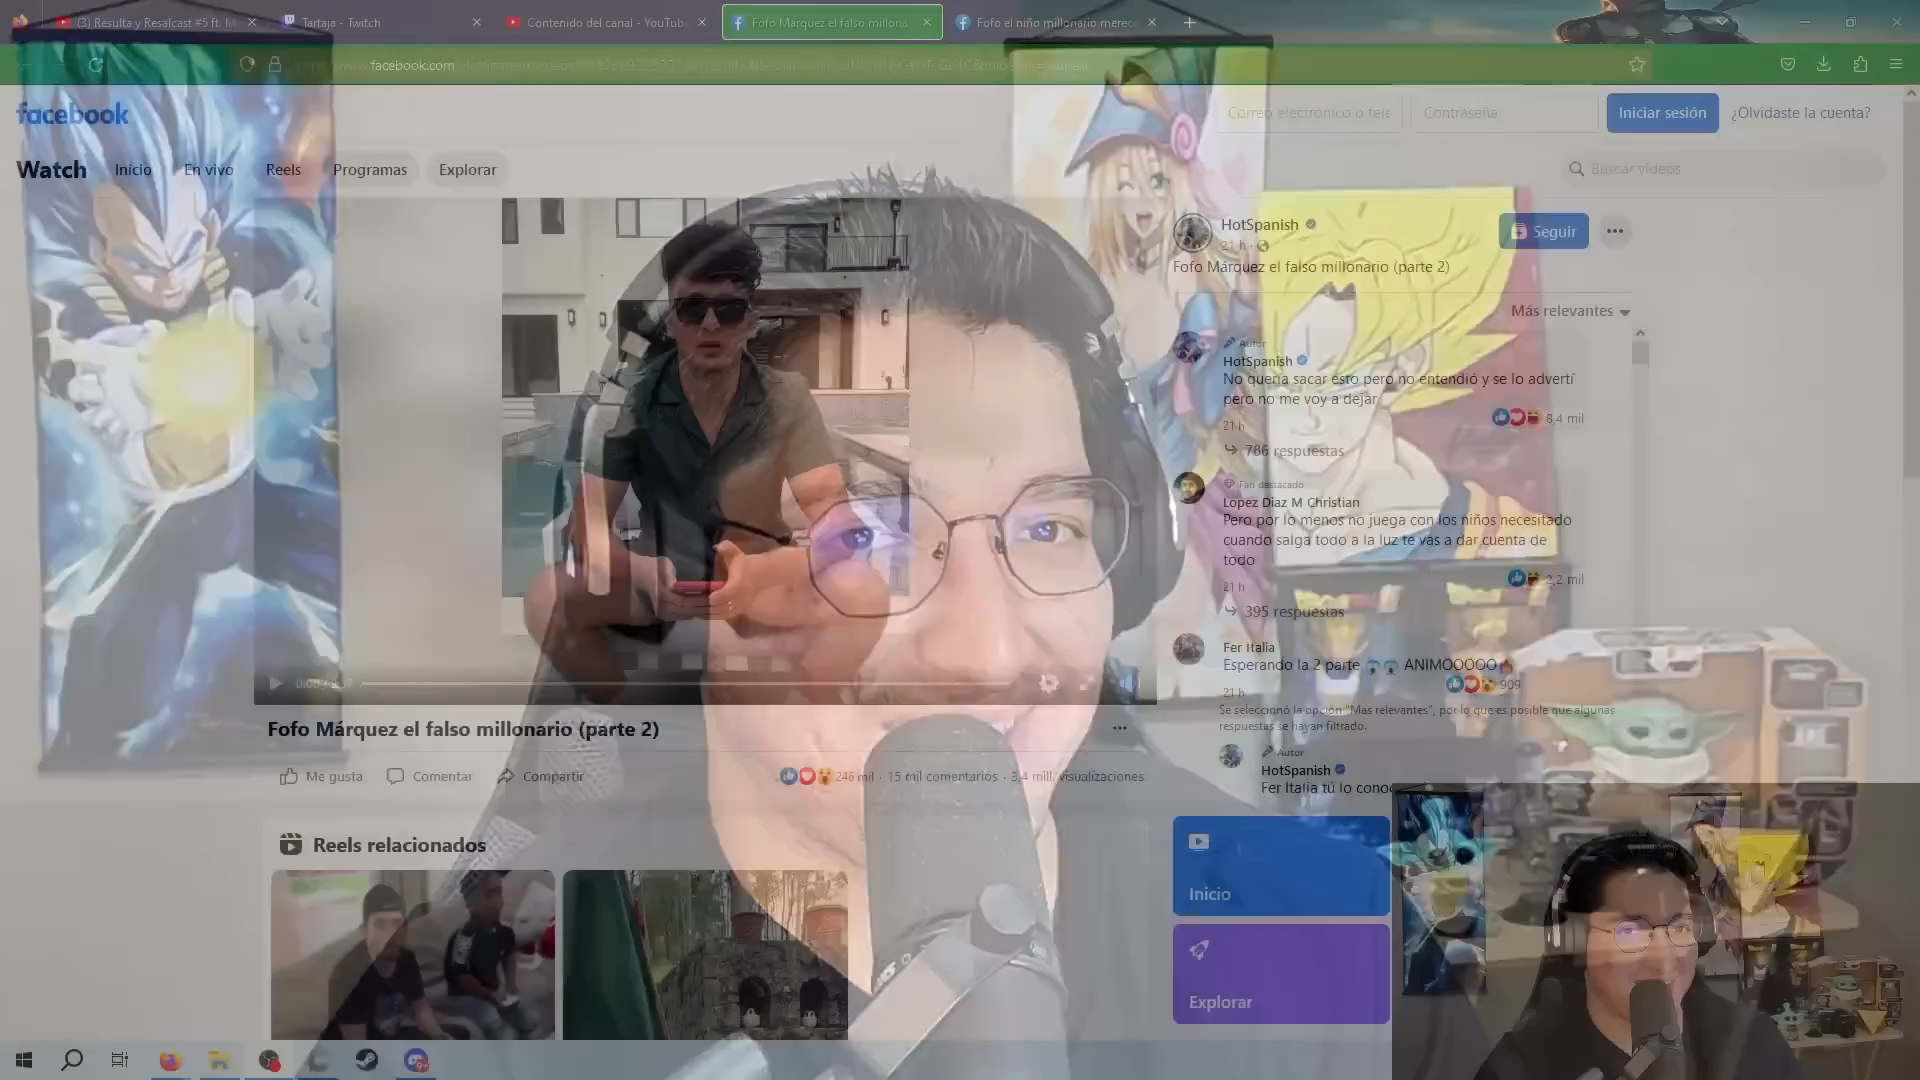 (3) Resulta y Resalcast #5 ft. M
Tartaja - Twitch
Contenido del canal - YouTube
Fofo Márquez el falso millona
Fofo el niño millonario merec
facebook.com
facebook
Iniciar sesión
¿Olvidaste la cuenta?
Correo electrónico o telé
Contraseña
Watch
Inicio
En vivo
Reels
Programas
Explorar
Buscar videos
HotSpanish
21 h
Seguir
Fofo Márquez el falso millonario (parte 2)
Más relevantes
Autor
HotSpanish
No quería sacar esto pero no entendió y se lo advertí
pero no me voy a dejar
8,4 mil
21 h
786 respuestas
Fan destacado
Lopez Diaz M Christian
Pero por lo menos no juega con los niños necesitado
cuando salga todo a la luz te vas a dar cuenta de
todo
2,2 mil
21 h
395 respuestas
Fer Italia
Esperando la 2 parte 😱😱 ANIMOOOOO🔥
909
21 h
Se seleccionó la opción "Más relevantes", por lo que es posible que algunas
respuestas se hayan filtrado.
Autor
HotSpanish
Fer Italia tú lo conoc
Fofo Márquez el falso millonario (parte 2)
Me gusta
Comentar
Compartir
246 mil · 15 mil comentarios · 3,4 mill. visualizaciones
Reels relacionados
Inicio
Explorar